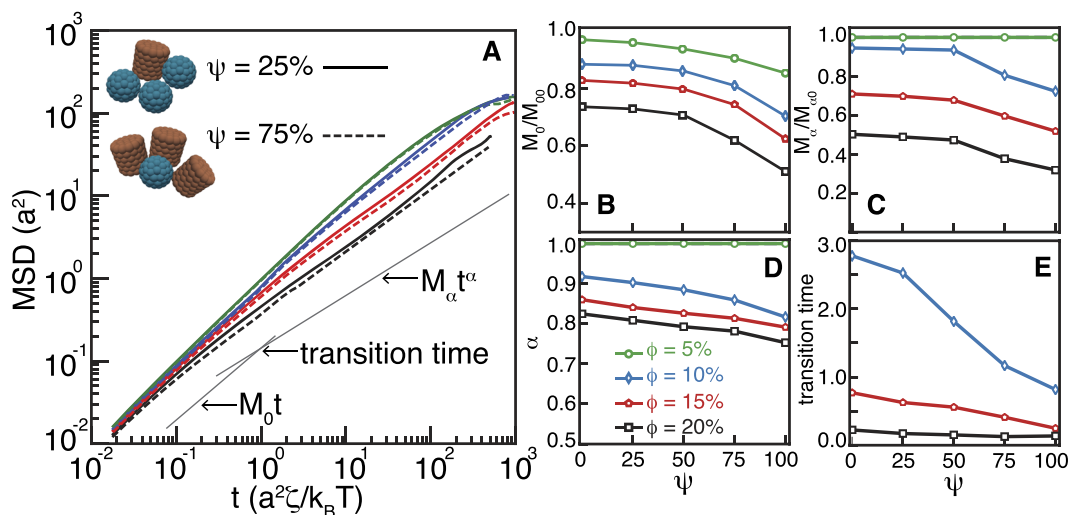 A
ψ = 25%
ψ = 75%
MSD (a²)
10³
10²
10¹
10⁰
10⁻¹
10⁻²
M_α t^α
transition time
M₀t
10⁻² 10⁻¹ 10⁰ 10¹ 10² 10³
t (a²ζ/k_BT)
B
M₀/M₀₀
1.0
0.8
0.6
0.4
C
M_α/M_α0
1.0
0.8
0.6
0.4
0.2
D
α
1.0
0.9
0.8
0.7
0.6
0.5
ϕ = 5%
ϕ = 10%
ϕ = 15%
ϕ = 20%
0 25 50 75 100
ψ
E
transition time
3.0
2.0
1.0
0.0
0 25 50 75 100
ψ